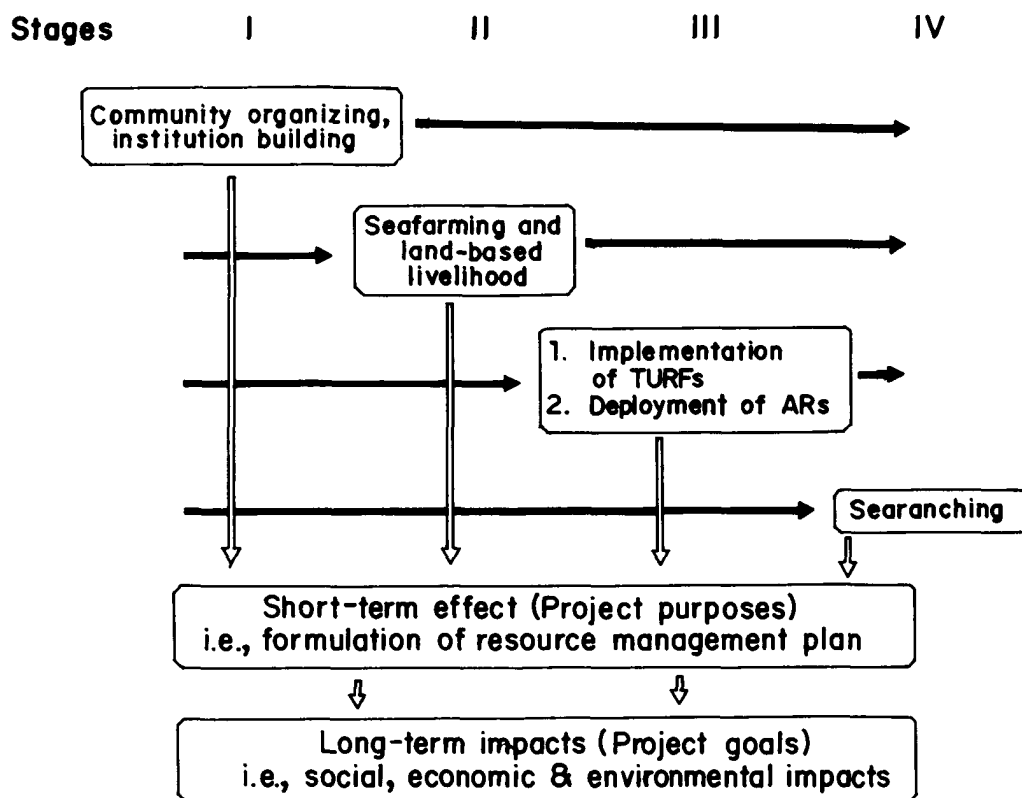 Stages I II III IV
Community organizing,
institution building
Seafarming and
land-based
livelihood
1. Implementation
of TURFs
2. Deployment of ARs
Searanching
Short-term effect (Project purposes)
i.e., formulation of resource management plan
Long-term impacts (Project goals)
i.e., social, economic & environmental impacts